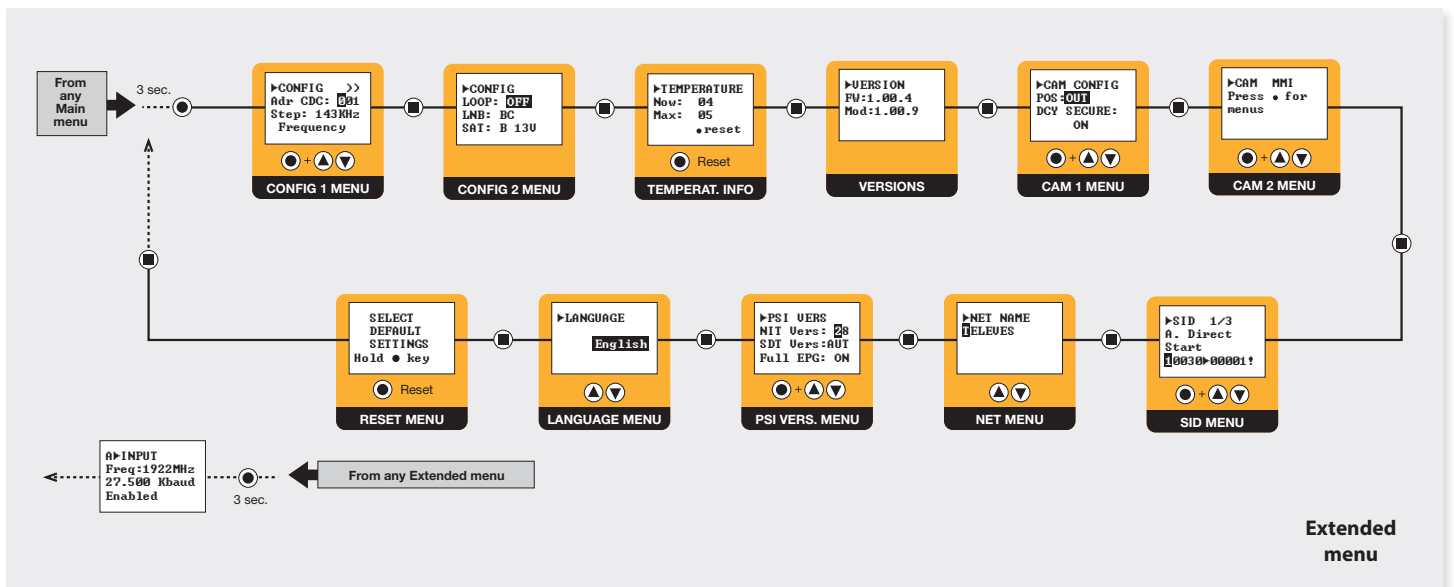 From
any
Main
menu
3 sec.
►CONFIG >>
Adr CDC: 001
Step: 143KHz
Frequency
+
CONFIG 1 MENU
►CONFIG
LOOP: OFF
LNB: BC
SAT: B 13V
CONFIG 2 MENU
►TEMPERATURE
Now: 04
Max: 05
●reset
Reset
TEMPERAT. INFO
►VERSION
FW:1.00.4
Mod:1.00.9
VERSIONS
►CAM CONFIG
POS:OUT
DCY SECURE:
ON
+
CAM 1 MENU
►CAM MMI
Press ● for
menus
+
CAM 2 MENU
SELECT
DEFAULT
SETTINGS
Hold ● key
Reset
RESET MENU
►LANGUAGE
English
LANGUAGE MENU
►PSI VERS
NIT Vers: 28
SDT Vers:AUT
Full EPG: ON
+
PSI VERS. MENU
►NET NAME
TELEVES
NET MENU
►SID 1/3
A. Direct
Start
10030►00001!
+
SID MENU
A►INPUT
Freq:1922MHz
27.500 Kbaud
Enabled
3 sec.
From any Extended menu
Extended
menu